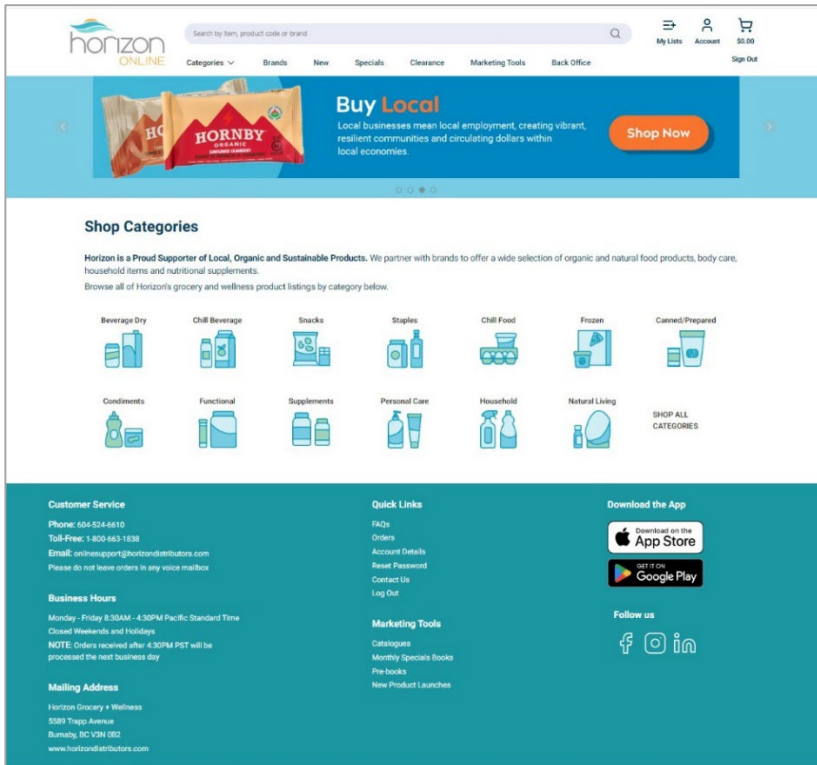 horizon
ONLINE
Search by item, product code or brand
My Lists
Account
$0.00
Sign Out
Categories
Brands
New
Specials
Clearance
Marketing Tools
Back Office
HO
HORNBY
ORGANIC
Buy Local
Local businesses mean local employment, creating vibrant,
resilient communities and circulating dollars within
local economies.
Shop Now
Shop Categories
Horizon is a Proud Supporter of Local, Organic and Sustainable Products. We partner with brands to offer a wide selection of organic and natural food products, body care,
household items and nutritional supplements.
Browse all of Horizon's grocery and wellness product listings by category below.
Beverage Dry
Chill Beverage
Snacks
Staples
Chill Food
Frozen
Canned/Prepared
Condiments
Functional
Supplements
Personal Care
Household
Natural Living
SHOP ALL
CATEGORIES
Customer Service
Phone: 604-524-6610
Toll-Free: 1-800-663-1838
Email: onlinesupport@horizondistributors.com
Please do not leave orders in any voice mailbox
Business Hours
Monday - Friday 8:30AM - 4:30PM Pacific Standard Time
Closed Weekends and Holidays
NOTE: Orders received after 4:30PM PST will be
processed the next business day
Mailing Address
Horizon Grocery + Wellness
5589 Trapp Avenue
Burnaby, BC V3N 0B2
www.horizondistributors.com
Quick Links
FAQs
Orders
Account Details
Reset Password
Contact Us
Log Out
Marketing Tools
Catalogues
Monthly Specials Books
Pre-books
New Product Launches
Download the App
Download on the
App Store
GET IT ON
Google Play
Follow us